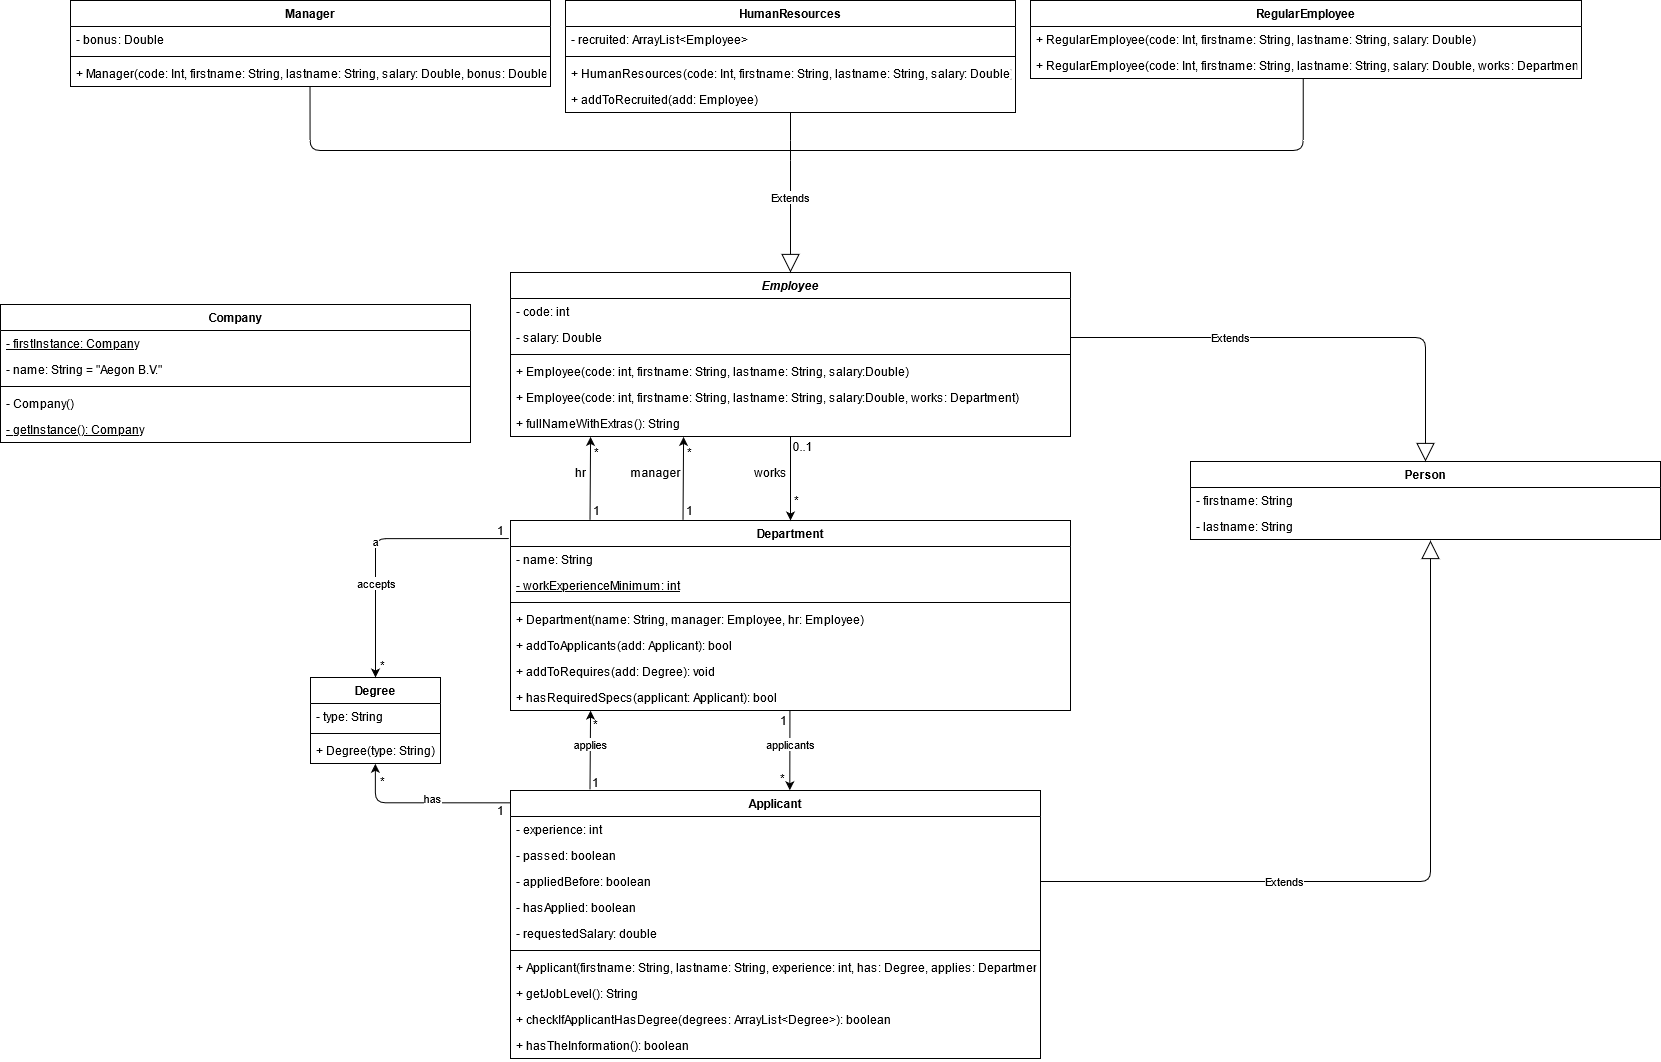 Manager
- bonus: Double
+ Manager(code: Int, firstname: String, lastname: String, salary: Double, bonus: Double
HumanResources
- recruited: ArrayList<Employee>
+ HumanResources(code: Int, firstname: String, lastname: String, salary: Double
+ addToRecruited(add: Employee)
RegularEmployee
+ RegularEmployee(code: Int, firstname: String, lastname: String, salary: Double)
+ RegularEmployee(code: Int, firstname: String, lastname: String, salary: Double, works: Departmen
Extends
Employee
- code: int
- salary: Double
+ Employee(code: int, firstname: String, lastname: String, salary:Double)
+ Employee(code: int, firstname: String, lastname: String, salary:Double, works: Department)
+ fullNameWithExtras(): String
Extends
Company
- firstInstance: Company
- name: String = "Aegon B.V."
- Company()
- getInstance(): Company
*
*
0..1
hr
manager
works
*
1
1
Person
- firstname: String
- lastname: String
Department
- name: String
- workExperienceMinimum: int
+ Department(name: String, manager: Employee, hr: Employee)
+ addToApplicants(add: Applicant): bool
+ addToRequires(add: Degree): void
+ hasRequiredSpecs(applicant: Applicant): bool
1
a
accepts
*
Degree
- type: String
+ Degree(type: String)
*
has
1
*
applies
1
1
applicants
*
Applicant
- experience: int
- passed: boolean
- appliedBefore: boolean
- hasApplied: boolean
- requestedSalary: double
+ Applicant(firstname: String, lastname: String, experience: int, has: Degree, applies: Departmen
+ getJobLevel(): String
+ checkIfApplicantHasDegree(degrees: ArrayList<Degree>): boolean
+ hasTheInformation(): boolean
Extends